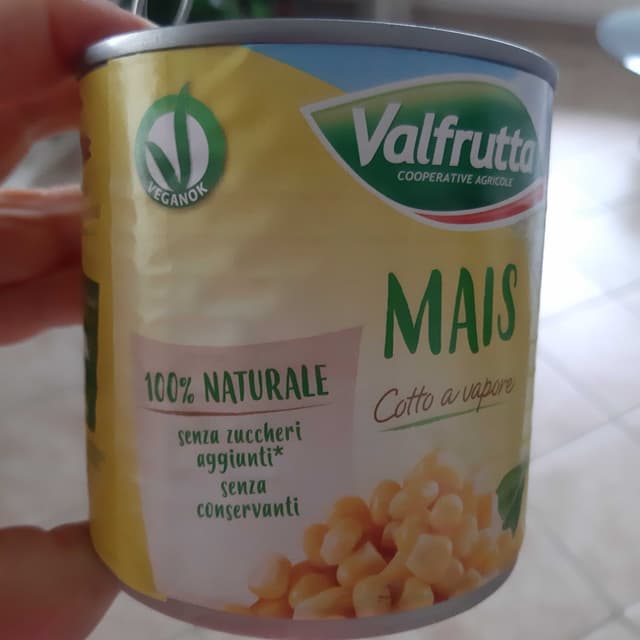 VEGANOK
Valfrutta
COOPERATIVE AGRICOLE
MAIS
Cotto a vapore
100% NATURALE
senza zuccheri
aggiunti*
senza
conservanti